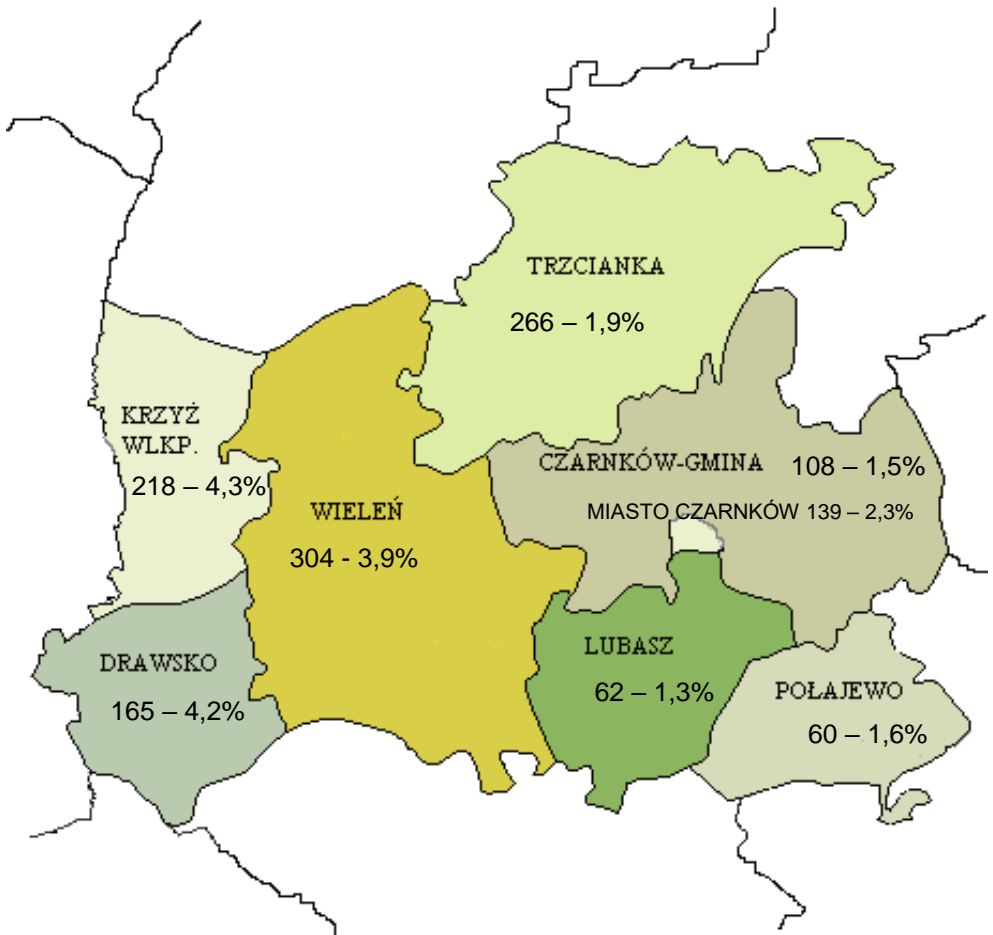 TRZCIANKA
266 – 1,9%
KRZYŻ
WLKP.
218 – 4,3%
WIELEŃ
304 - 3,9%
CZARNKÓW-GMINA 108 – 1,5%
MIASTO CZARNKÓW 139 – 2,3%
DRAWSKO
165 – 4,2%
LUBASZ
62 – 1,3%
POŁAJEWO
60 – 1,6%